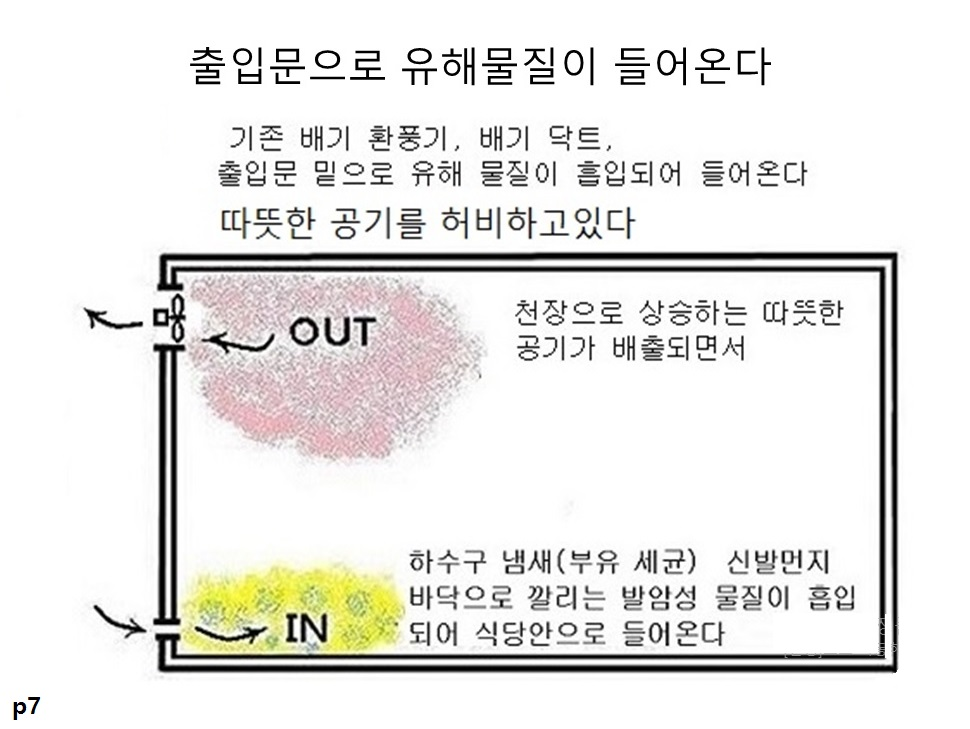 출입문으로 유해물질이 들어온다
기존 배기 환풍기, 배기 닥트,
출입문 밑으로 유해 물질이 흡입되어 들어온다
따뜻한 공기를 허비하고있다
OUT
천장으로 상승하는 따뜻한
공기가 배출되면서
하수구 냄새(부유 세균) 신발먼지
바닥으로 깔리는 발암성 물질이 흡입
되어 식당안으로 들어온다
IN
p7